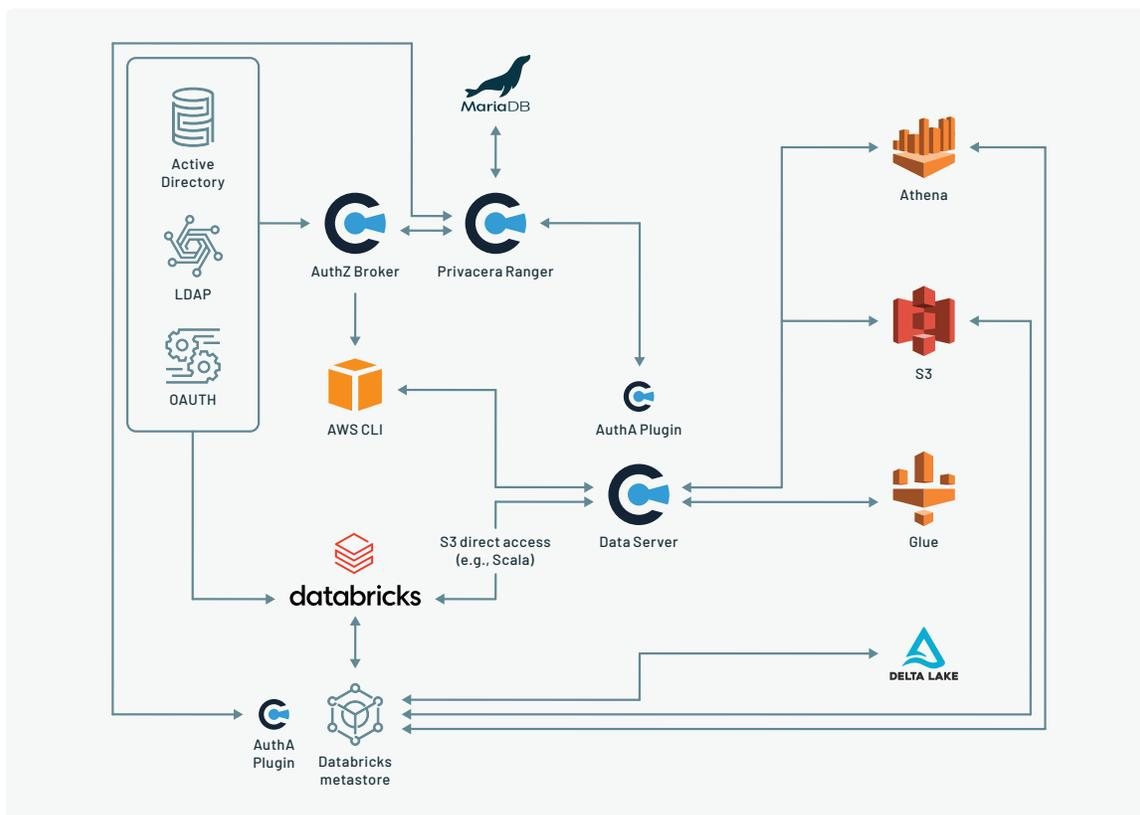 MariaDB
Active
Directory
Athena
AuthZ Broker
Privacera Ranger
LDAP
S3
OAUTH
AWS CLI
AuthA Plugin
S3 direct access
(e.g., Scala)
Data Server
Glue
databricks
DELTA LAKE
AuthA
Plugin
Databricks
metastore